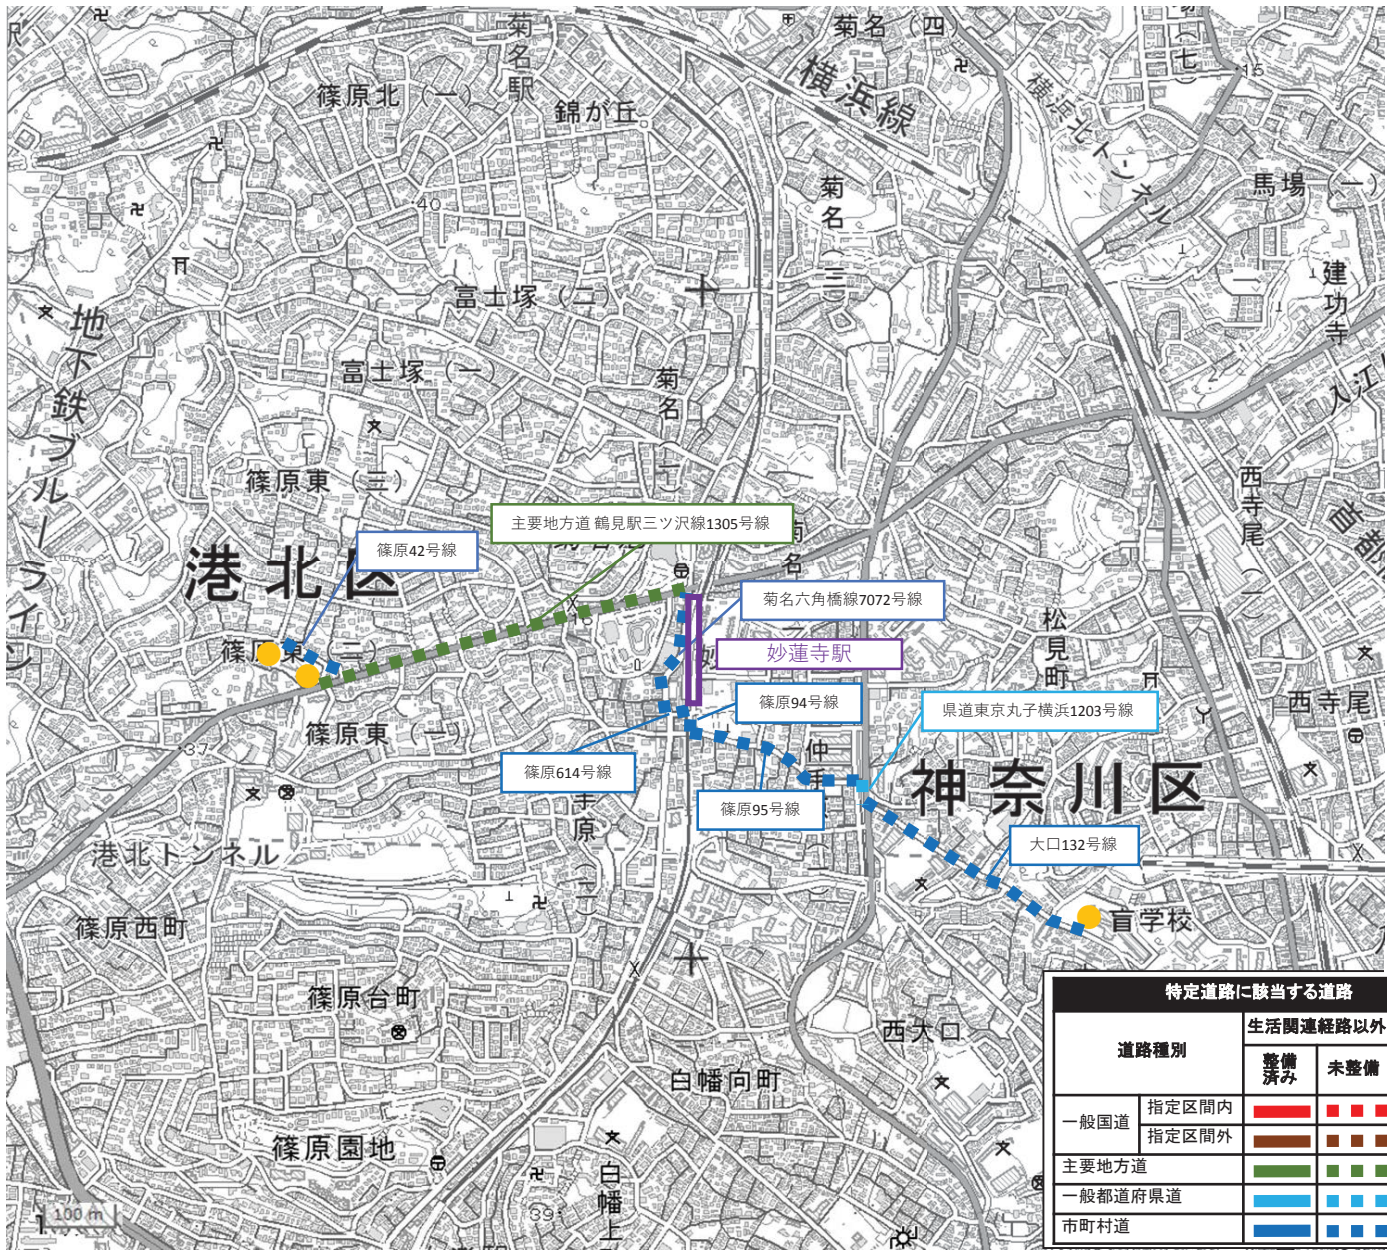 菊名駅
菊名(四
横浜線
横浜北トンネル
15
篠原北(一)
錦が丘
馬場(一)
建功寺
40
菊名(三
富士塚(二)
地下鉄ブルーライン
富士塚(一)
菊名(二
入江
篠原東(三)
西寺尾(一
首都
主要地方道 鶴見駅三ツ沢線1305号線
篠原42号線
港北区
菊名六角橋線7072号線
松見町
妙蓮寺駅
篠原東(二)
篠原94号線
県道東京丸子横浜1203号線
西寺尾
篠原東(一)
37
篠原614号線
仲手
神奈川区
篠原95号線
大口132号線
港北トンネル
盲学校
篠原西町
篠原台町
西大口
白幡向町
篠原園地
白幡上
39
100 m
特定道路に該当する道路
道路種別
生活関連経路以外
整備済み
未整備
一般国道
指定区間内
指定区間外
主要地方道
一般都道府県道
市町村道